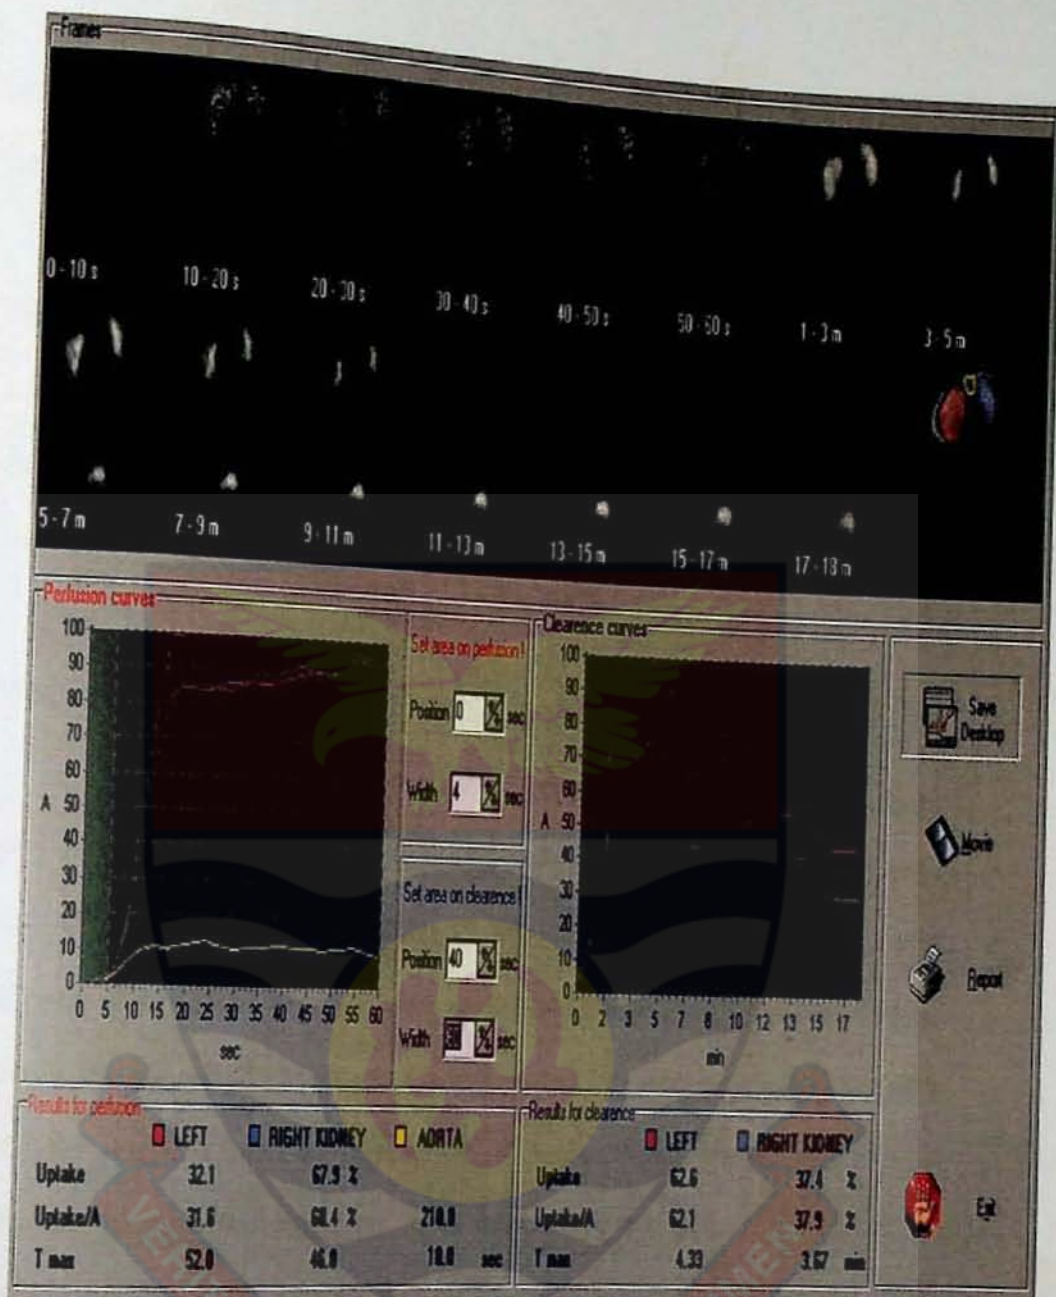 Frames
0 - 10 s
10 - 20 s
20 - 30 s
30 - 40 s
40 - 50 s
50 - 60 s
1 - 3 m
3 - 5 m
5 - 7 m
7 - 9 m
9 - 11 m
11 - 13 m
13 - 15 m
15 - 17 m
17 - 18 m
Perfusion curves
100
90
80
70
60
A 50
40
30
20
10
0
0 5 10 15 20 25 30 35 40 45 50 55 60
sec
Set area on perfusion !
Position 0 % sec
Width 4 % sec
Set area on clearence !
Position 40 % sec
Width % sec
Clearence curves
100
90
80
70
60
A 50
40
30
20
10
0
0 2 3 5 7 8 10 12 13 15 17
min
Save Desktop
Movie
Report
Exit
Results for perfusion
LEFT RIGHT KIDNEY AORTA
Uptake 32.1 67.9 %
Uptake/A 31.6 68.4 % 210.0
T max 52.0 46.0 10.0 sec
Results for clearence
LEFT RIGHT KIDNEY
Uptake 62.6 37.4 %
Uptake/A 62.1 37.9 %
T max 4.33 3.67 min